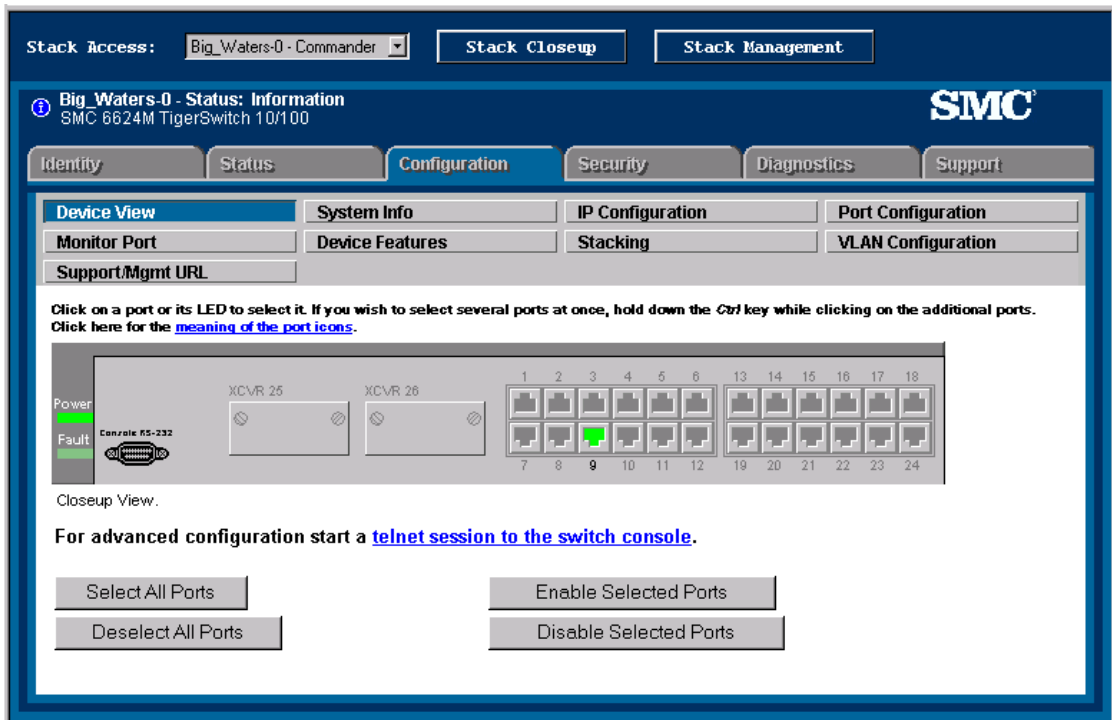 Stack Access: Big_Waters-0 - Commander Stack Closeup Stack Management
Big_Waters-0 - Status: Information
SMC 6624M TigerSwitch 10/100
SMC
Identity Status Configuration Security Diagnostics Support
Device View System Info IP Configuration Port Configuration
Monitor Port Device Features Stacking VLAN Configuration
Support/Mgmt URL
Click on a port or its LED to select it. If you wish to select several ports at once, hold down the Ctrl key while clicking on the additional ports.
Click here for the meaning of the port icons.
1 2 3 4 5 6 13 14 15 16 17 18
XCVR 25 XCVR 26
Power
Fault
Console RS-232
7 8 9 10 11 12 19 20 21 22 23 24
Closeup View.
For advanced configuration start a telnet session to the switch console.
Select All Ports Enable Selected Ports
Deselect All Ports Disable Selected Ports